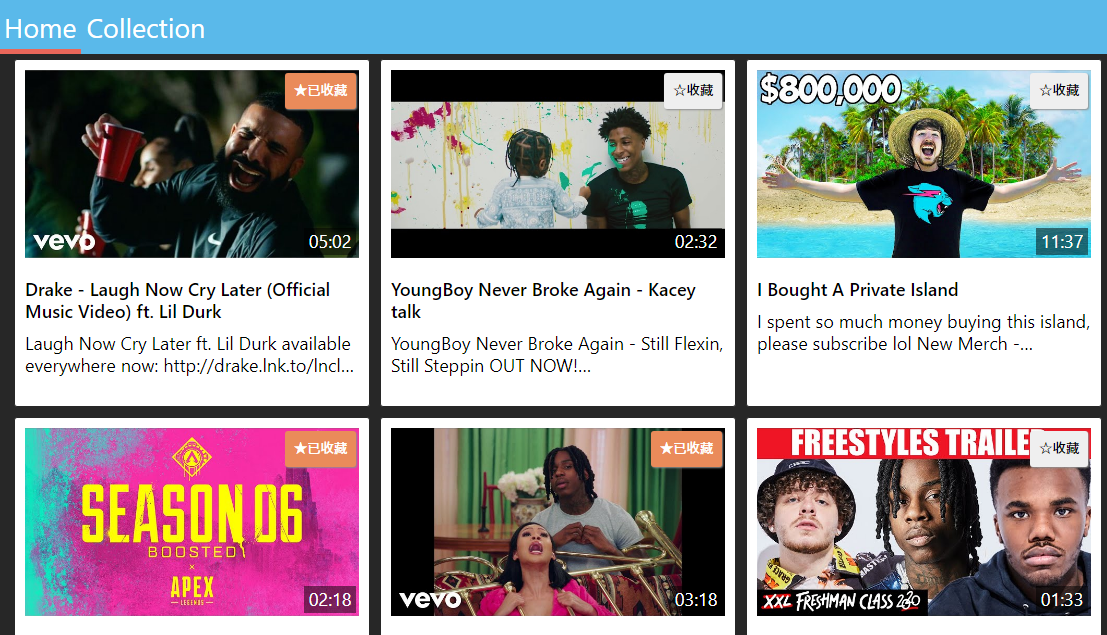 Home Collection
★已收藏
vevo
05:02
☆收藏
02:32
$800,000
☆收藏
11:37
Drake - Laugh Now Cry Later (Official
Music Video) ft. Lil Durk
Laugh Now Cry Later ft. Lil Durk available
everywhere now: http://drake.lnk.to/lncl...
YoungBoy Never Broke Again - Kacey
talk
YoungBoy Never Broke Again - Still Flexin,
Still Steppin OUT NOW!...
I Bought A Private Island
I spent so much money buying this island,
please subscribe lol New Merch -...
★已收藏
SEASON 06
BOOSTED
×
APEX
LEGENDS
02:18
★已收藏
vevo
03:18
FREESTYLES TRAILE
☆收藏
XXL FRESHMAN CLASS 2020
01:33